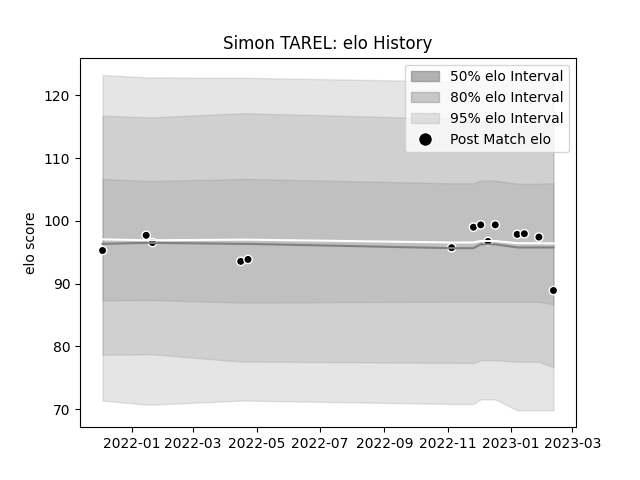 Simon TAREL: elo History
50% elo Interval
80% elo Interval
95% elo Interval
Post Match elo
elo score
120
110
100
90
80
70
2022-01 2022-03 2022-05 2022-07 2022-09 2022-11 2023-01 2023-03